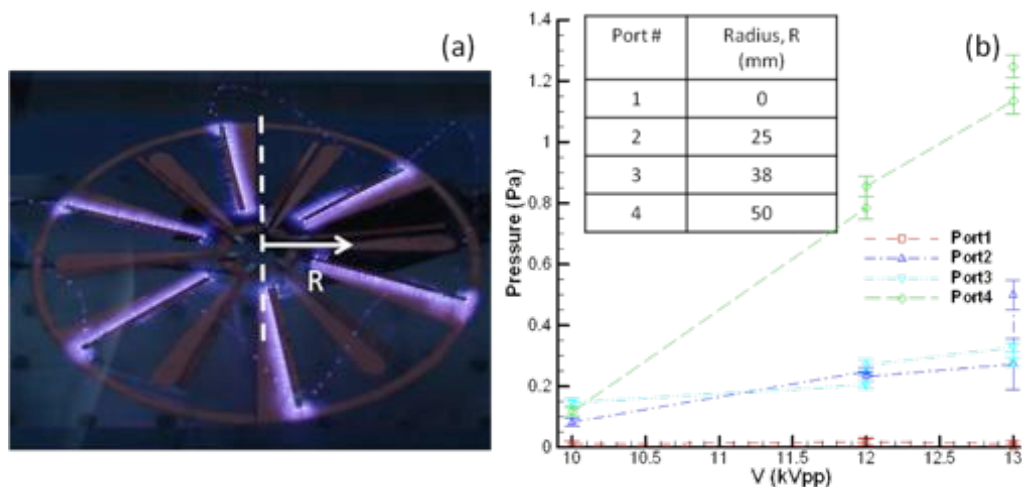 (a)
R
(b)
Port #
Radius, R
(mm)
1
0
2
25
3
38
4
50
Pressure (Pa)
1.4
1.2
1
0.8
0.6
0.4
0.2
0
Port1
Port2
Port3
Port4
10
10.5
11
11.5
12
12.5
13
V (kVpp)